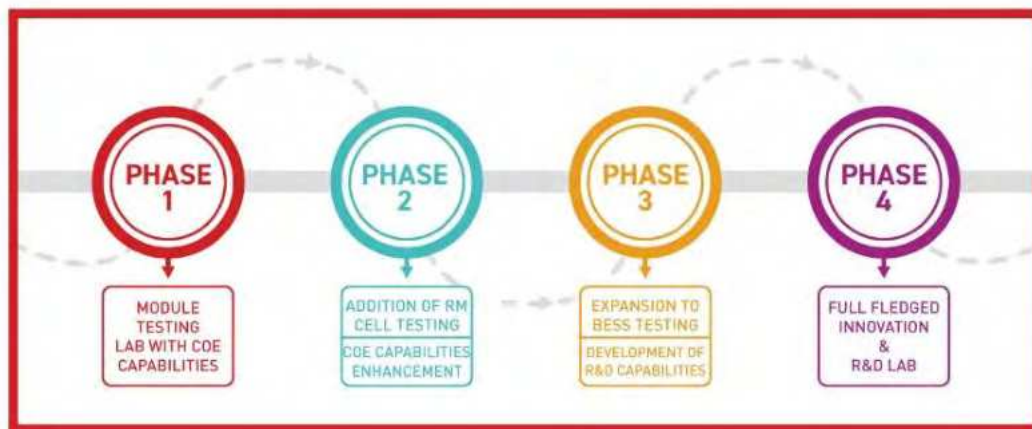 PHASE
1
PHASE
2
PHASE
3
PHASE
4
MODULE
TESTING
LAB WITH COE
CAPABILITIES
ADDITION OF RM
CELL TESTING
COE CAPABILITIES
ENHANCEMENT
EXPANSION TO
BESS TESTING
DEVELOPMENT OF
R&D CAPABILITIES
FULL FLEDGED
INNOVATION
&
R&D LAB